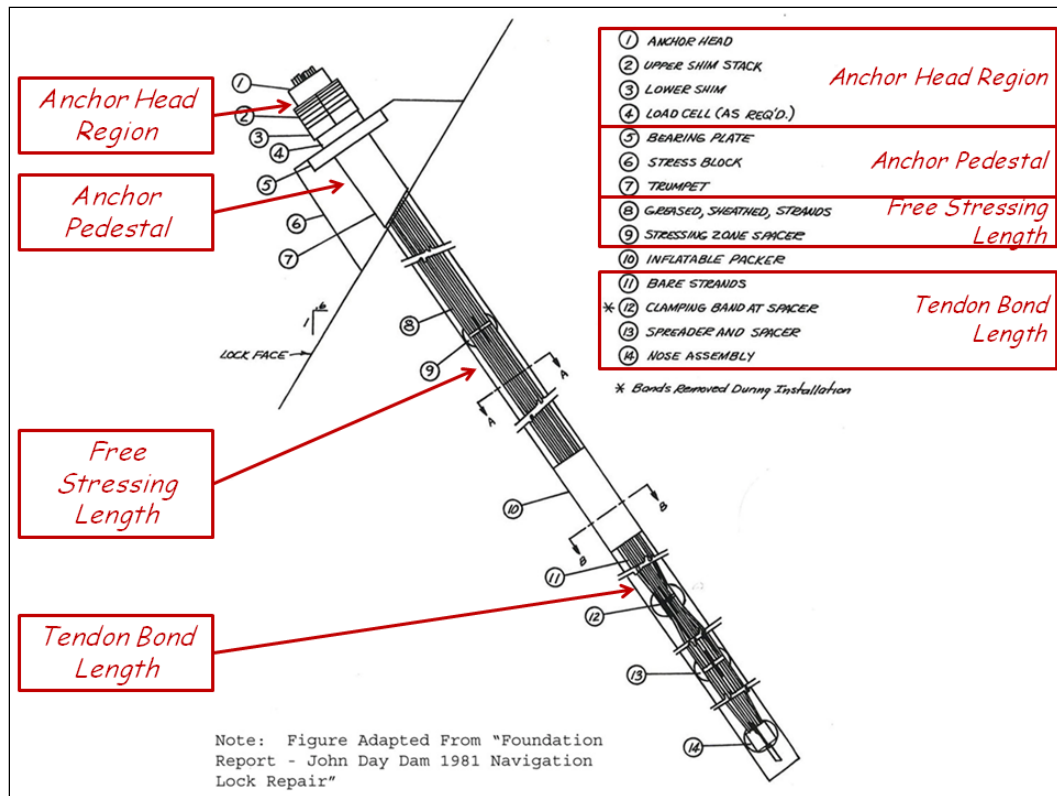 Anchor Head
Region
Anchor
Pedestal
Free
Stressing
Length
Tendon Bond
Length
1
2
3
4
5
6
7
8
9
10
11
12
13
14
6
1
LOCK FACE
A
A
B
B
1 ANCHOR HEAD
2 UPPER SHIM STACK
3 LOWER SHIM
4 LOAD CELL (AS REQ'D.)
Anchor Head Region
5 BEARING PLATE
6 STRESS BLOCK
7 TRUMPET
Anchor Pedestal
8 GREASED, SHEATHED, STRANDS
9 STRESSING ZONE SPACER
Free Stressing
Length
10 INFLATABLE PACKER
11 BARE STRANDS
* 12 CLAMPING BAND AT SPACER
13 SPREADER AND SPACER
14 NOSE ASSEMBLY
Tendon Bond
Length
* Bands Removed During Installation
Note: Figure Adapted From "Foundation
Report - John Day Dam 1981 Navigation
Lock Repair"